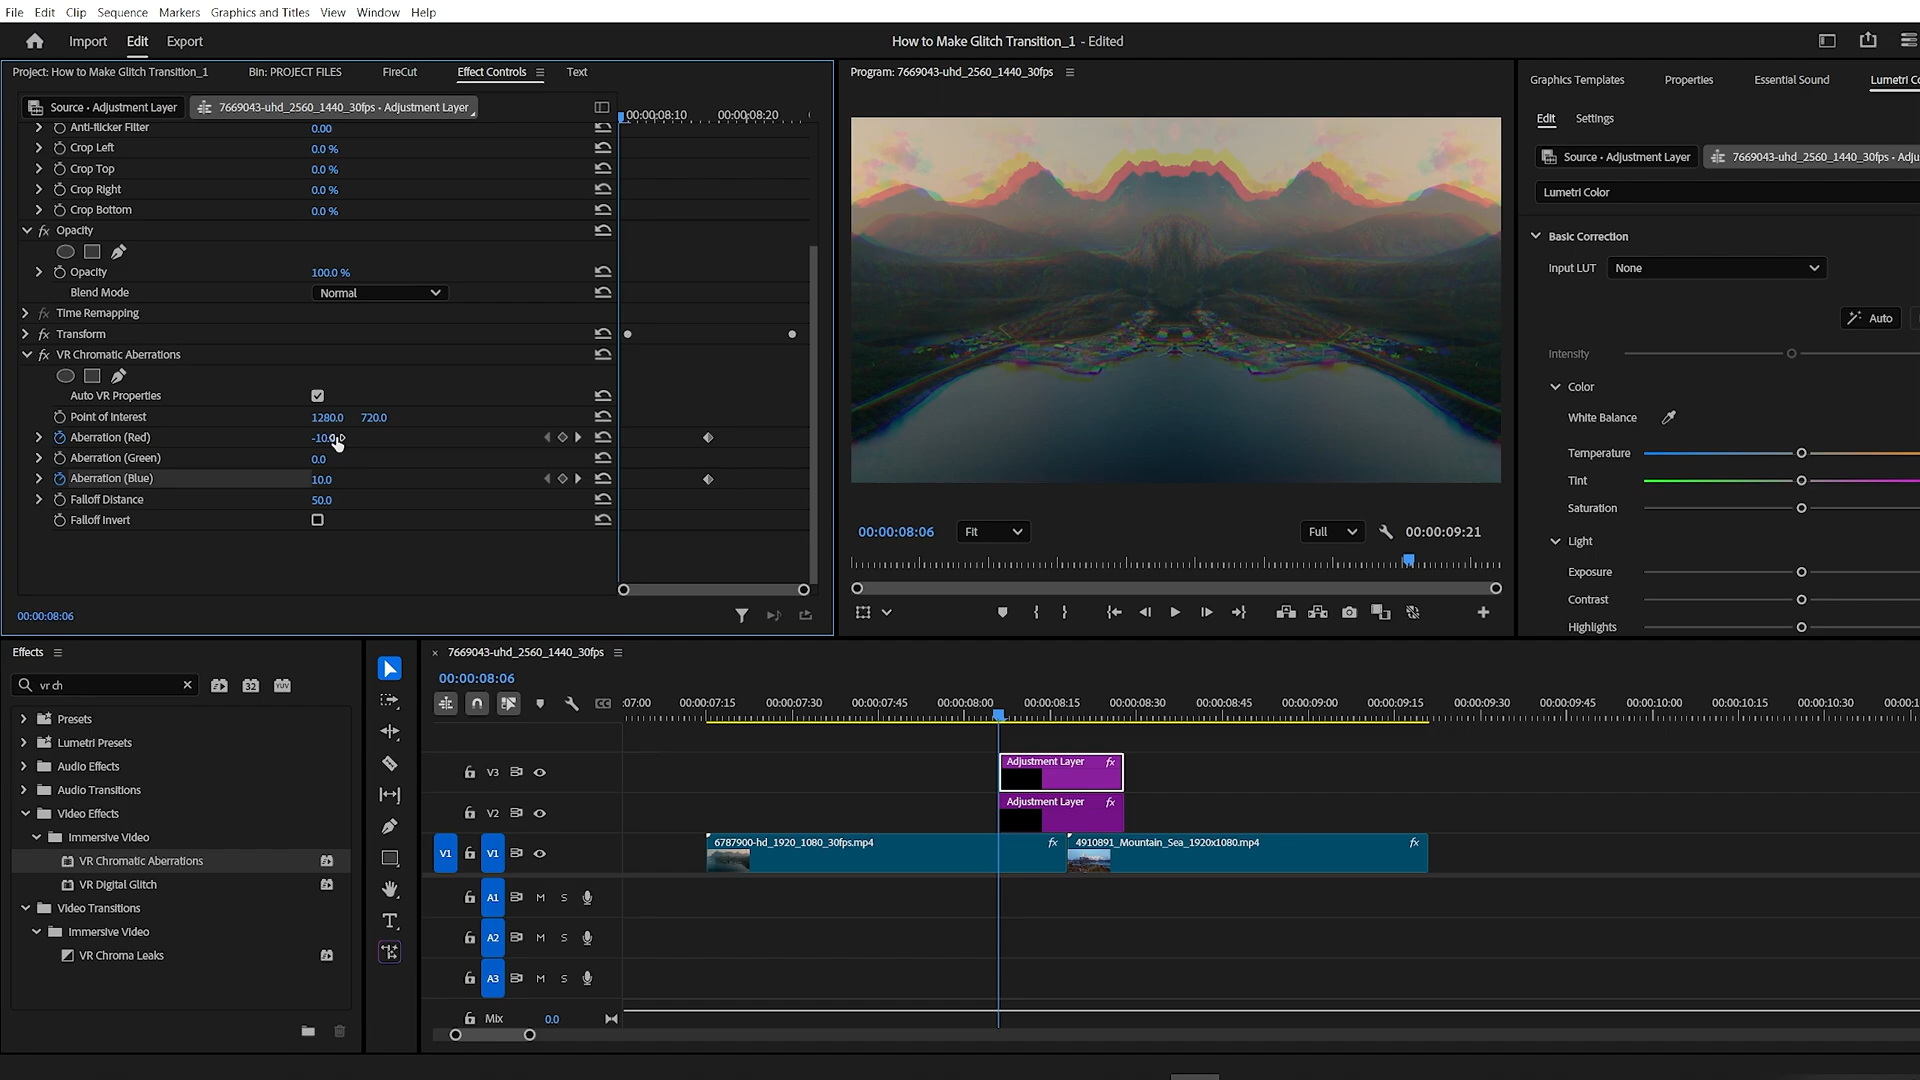 File Edit Clip Sequence Markers Graphics and Titles View Window Help
Import Edit Export
How to Make Glitch Transition_1 - Edited
Project: How to Make Glitch Transition_1 Bin: PROJECT FILES FireCut Effect Controls Text
Source • Adjustment Layer 7669043-uhd_2560_1440_30fps • Adjustment Layer
00:00:08:10 00:00:08:20
Anti-flicker Filter 0.00
Crop Left 0.0 %
Crop Top 0.0 %
Crop Right 0.0 %
Crop Bottom 0.0 %
fx Opacity
Opacity 100.0 %
Blend Mode Normal
fx Time Remapping
fx Transform
fx VR Chromatic Aberrations
Auto VR Properties
Point of Interest 1280.0 720.0
Aberration (Red)
Aberration (Green) 0.0
Aberration (Blue) 10.0
Falloff Distance 50.0
Falloff Invert
00:00:08:06
Program: 7669043-uhd_2560_1440_30fps
00:00:08:06 Fit Full 00:00:09:21
Graphics Templates Properties Essential Sound
Edit Settings
Source • Adjustment Layer 7669043-uhd_2560_1440_30fps
Lumetri Color
Basic Correction
Input LUT None
Auto
Intensity
Color
White Balance
Temperature
Tint
Saturation
Light
Exposure
Contrast
Highlights
Effects
vr ch 32 YUV
Presets
Lumetri Presets
Audio Effects
Audio Transitions
Video Effects
Immersive Video
VR Chromatic Aberrations 32
VR Digital Glitch 32
Video Transitions
Immersive Video
VR Chroma Leaks
7669043-uhd_2560_1440_30fps
00:00:08:06
CC :07:00 00:00:07:15 00:00:07:30 00:00:07:45 00:00:08:00 00:00:08:15 00:00:08:30 00:00:08:45 00:00:09:00 00:00:09:15 00:00:09:30 00:00:09:45 00:00:10:00 00:00:10:15 00:00:10:30
V3 Adjustment Layer fx
V2 Adjustment Layer fx
V1 V1 6787900-hd_1920_1080_30fps.mp4 fx 4910891_Mountain_Sea_1920x1080.mp4 fx
A1 M S
A2 M S
A3 M S
Mix 0.0